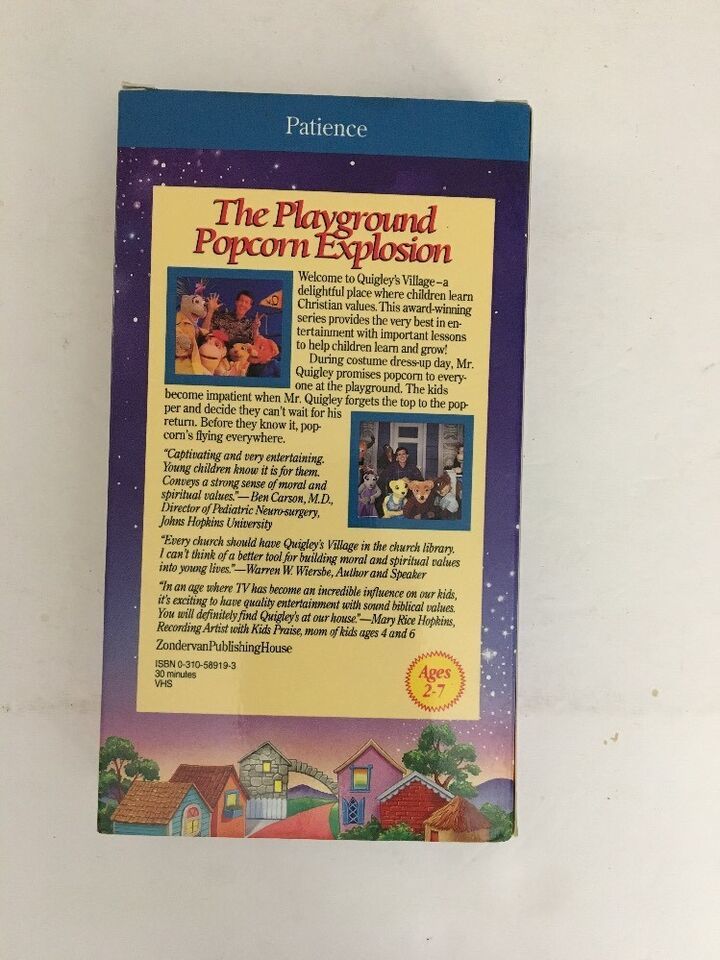 Patience
The Playground
Popcorn Explosion
Welcome to Quigley's Village–a
delightful place where children learn
Christian values. This award-winning
series provides the very best in en-
tertainment with important lessons
to help children learn and grow!
During costume dress-up day, Mr.
Quigley promises popcorn to every-
one at the playground. The kids
become impatient when Mr. Quigley forgets the top to the pop-
per and decide they can't wait for his
return. Before they know it, pop-
corn's flying everywhere.
"Captivating and very entertaining.
Young children know it is for them.
Conveys a strong sense of moral and
spiritual values."—Ben Carson, M.D.,
Director of Pediatric Neuro-surgery,
Johns Hopkins University
"Every church should have Quigley's Village in the church library.
I can't think of a better tool for building moral and spiritual values
into young lives."—Warren W. Wiersbe, Author and Speaker
"In an age where TV has become an incredible influence on our kids,
it's exciting to have quality entertainment with sound biblical values.
You will definitely find Quigley's at our house."—Mary Rice Hopkins,
Recording Artist with Kids Praise, mom of kids ages 4 and 6
ZondervanPublishingHouse
ISBN 0-310-58919-3
30 minutes
VHS
Ages
2-7